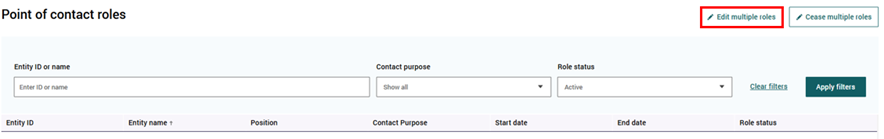 Point of contact roles
Edit multiple roles
Cease multiple roles
Entity ID or name
Contact purpose
Role status
Enter ID or name
Show all
Active
Clear filters
Apply filters
Entity ID Entity name ↑ Position Contact Purpose Start date End date Role status